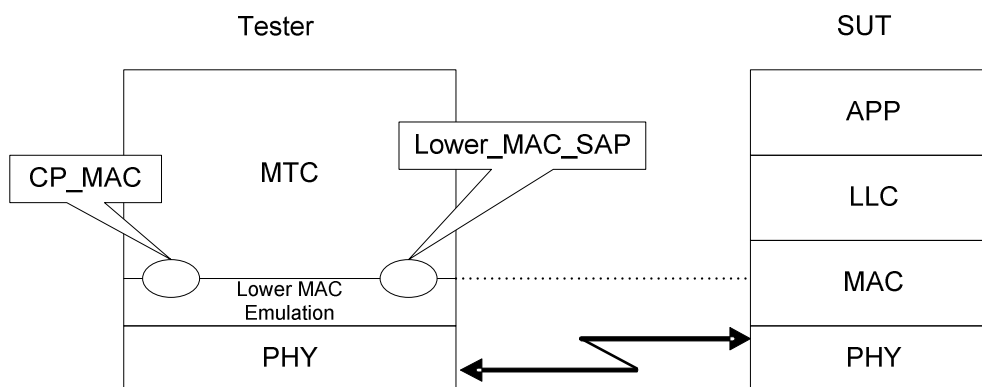 Tester
SUT
CP_MAC
MTC
Lower_MAC_SAP
Lower MAC
Emulation
PHY
APP
LLC
MAC
PHY